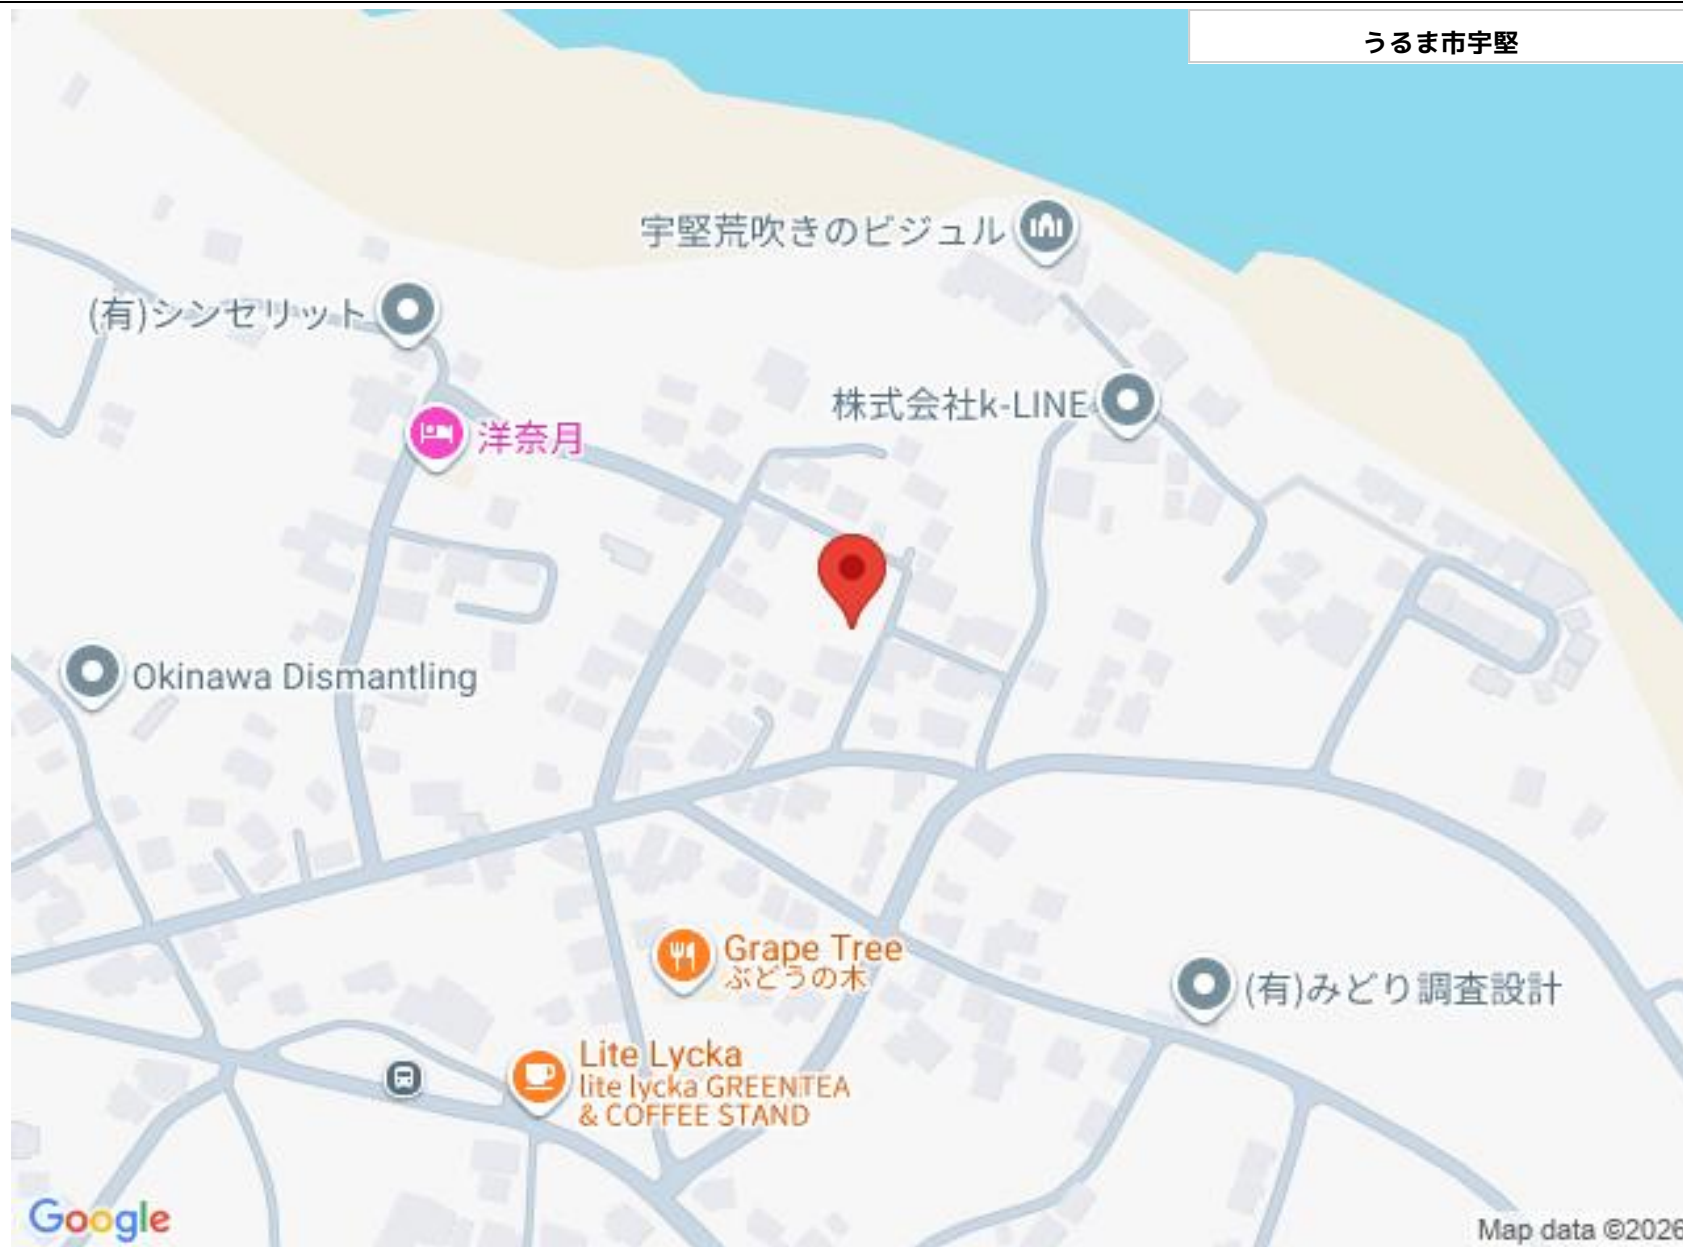 うるま市宇堅
宇堅荒吹きのビジュル
(有)シンセリット
株式会社k-LINE
洋奈月
Okinawa Dismantling
Grape Tree
ぶどうの木
(有)みどり調査設計
Lite Lycka
lite lycka GREENTEA
& COFFEE STAND
Google
Map data ©2026